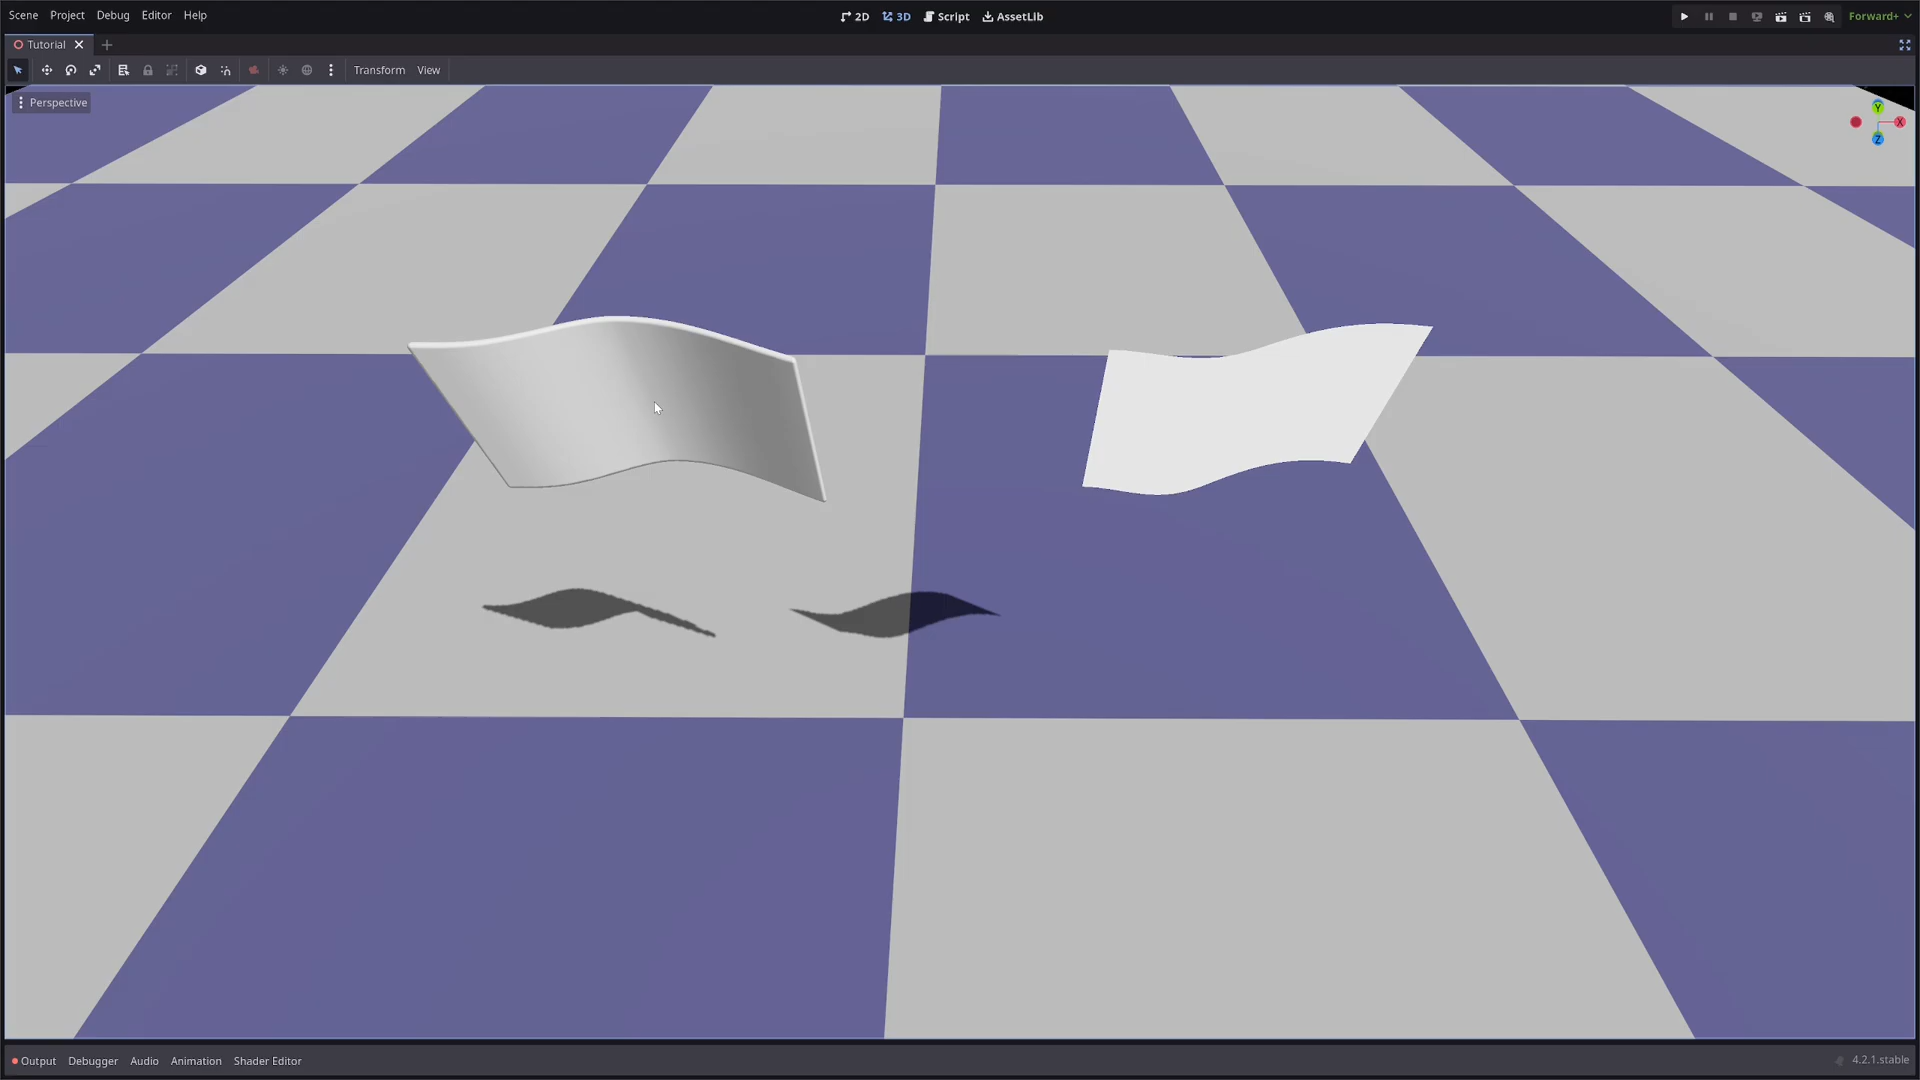 Scene Project Debug Editor Help 2D 3D Script AssetLib Forward+
Tutorial
Transform View
Perspective
Y
X
Z
Output Debugger Audio Animation Shader Editor 4.2.1.stable